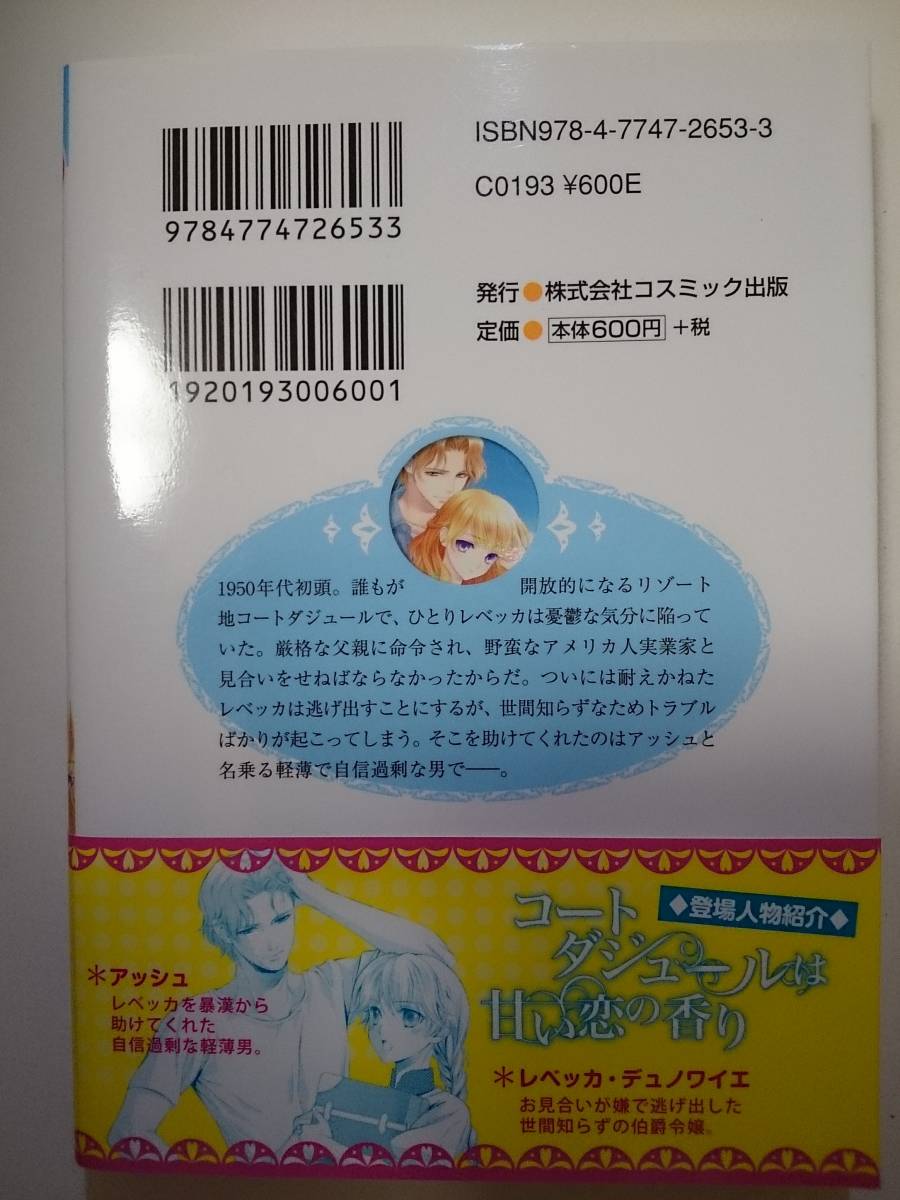 ISBN978-4-7747-2653-3
C0193 ¥600E
9784774726533
発行●株式会社コスミック出版
定価●本体600円+税
1920193006001
1950年代初頭。誰もが開放的になるリゾート
地コートダジュールで、ひとりレベッカは憂鬱な気分に陥って
いた。厳格な父親に命令され、野蛮なアメリカ人実業家と
見合いをせねばならなかったからだ。ついには耐えかねた
レベッカは逃げ出すことにするが、世間知らずなためトラブル
ばかりが起こってしまう。そこを助けてくれたのはアッシュと
名乗る軽薄で自信過剰な男で――。
◆登場人物紹介◆
コート
ダジュールは
甘い恋の香り
＊アッシュ
レベッカを暴漢から
助けてくれた
自信過剰な軽薄男。
＊レベッカ・デュノワイエ
お見合いが嫌で逃げ出した
世間知らずの伯爵令嬢。